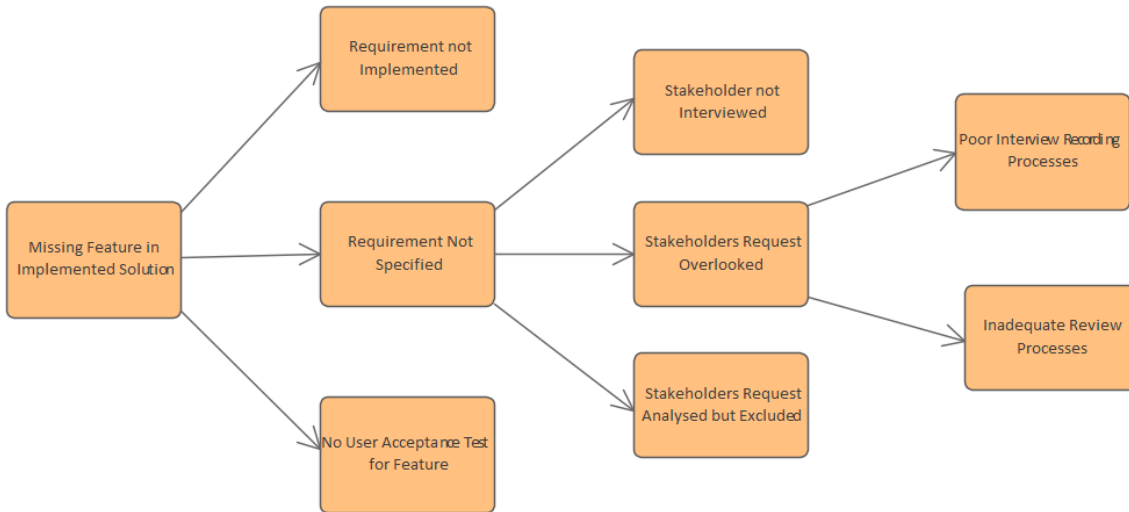 Requirement not
Implemented
Stakeholder not
Interviewed
Poor Interview Recording
Processes
Missing Feature in
Implemented Solution
Requirement Not
Specified
Stakeholders Request
Overlooked
Inadequate Review
Processes
Stakeholders Request
Analysed but Excluded
No User Acceptance Test
for Feature